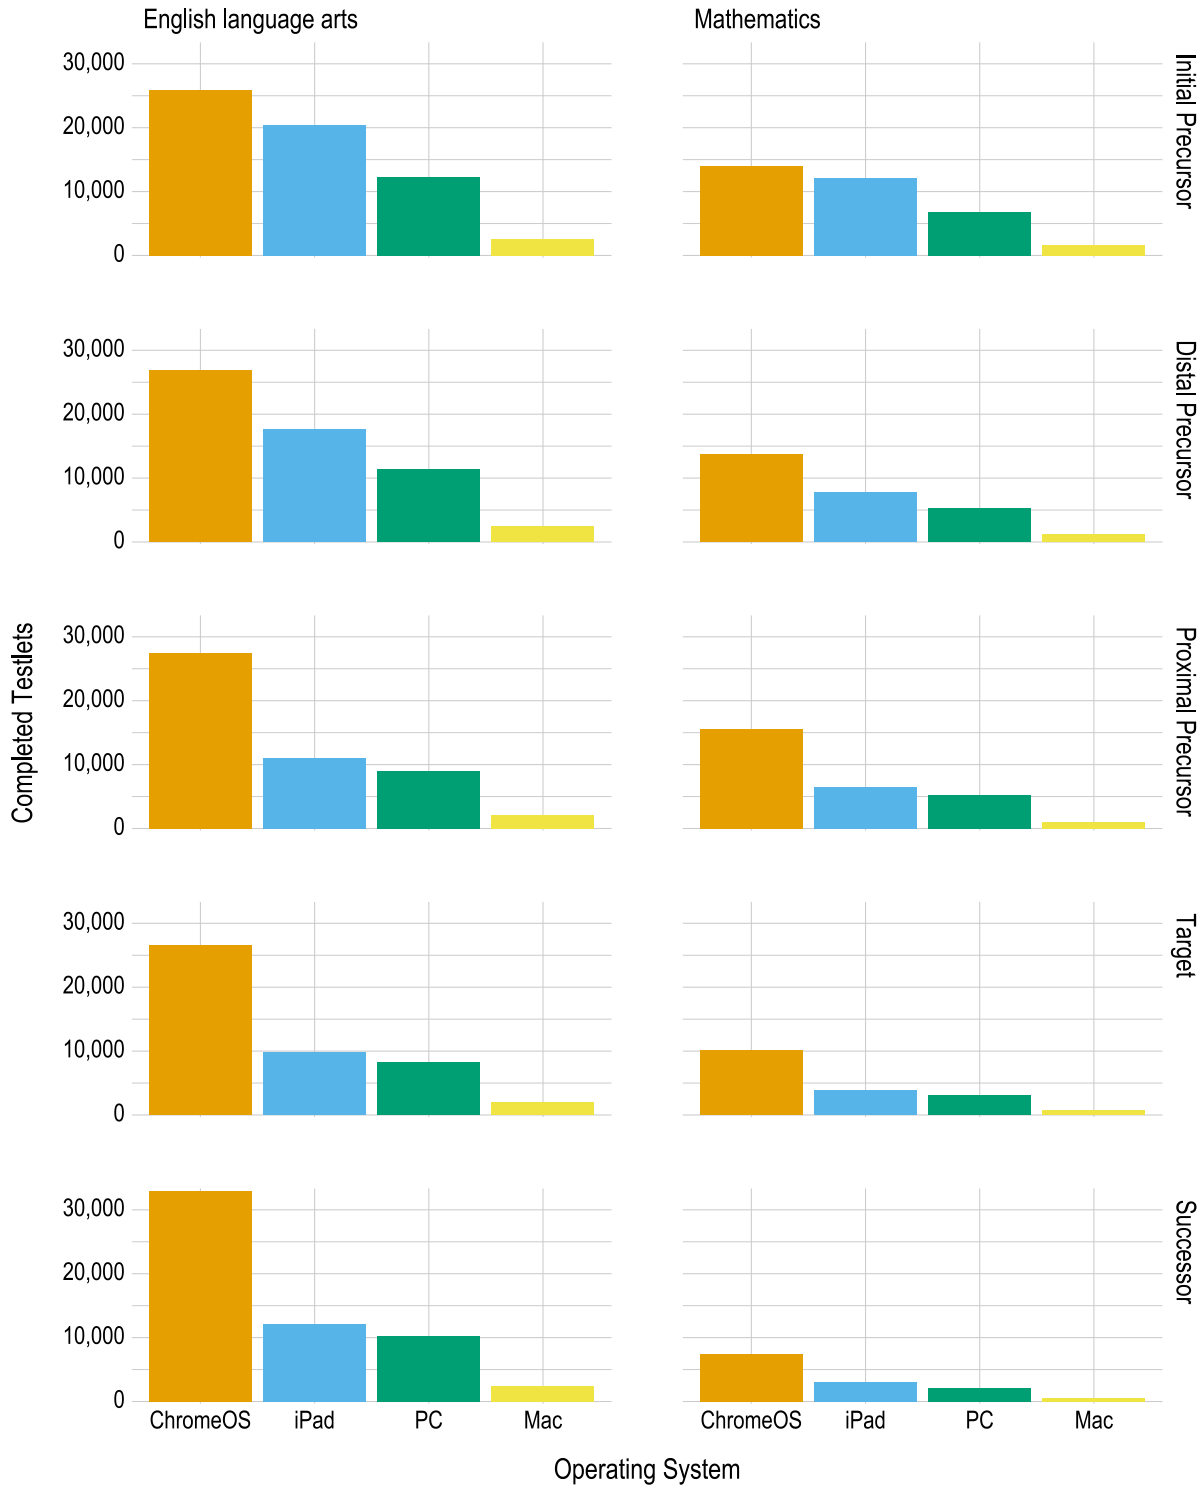 English language arts
Mathematics
30,000
20,000
10,000
0
Initial Precursor
30,000
20,000
10,000
0
Distal Precursor
30,000
20,000
10,000
0
Proximal Precursor
Completed Testlets
30,000
20,000
10,000
0
Target
30,000
20,000
10,000
0
Successor
ChromeOS iPad PC Mac
ChromeOS iPad PC Mac
Operating System